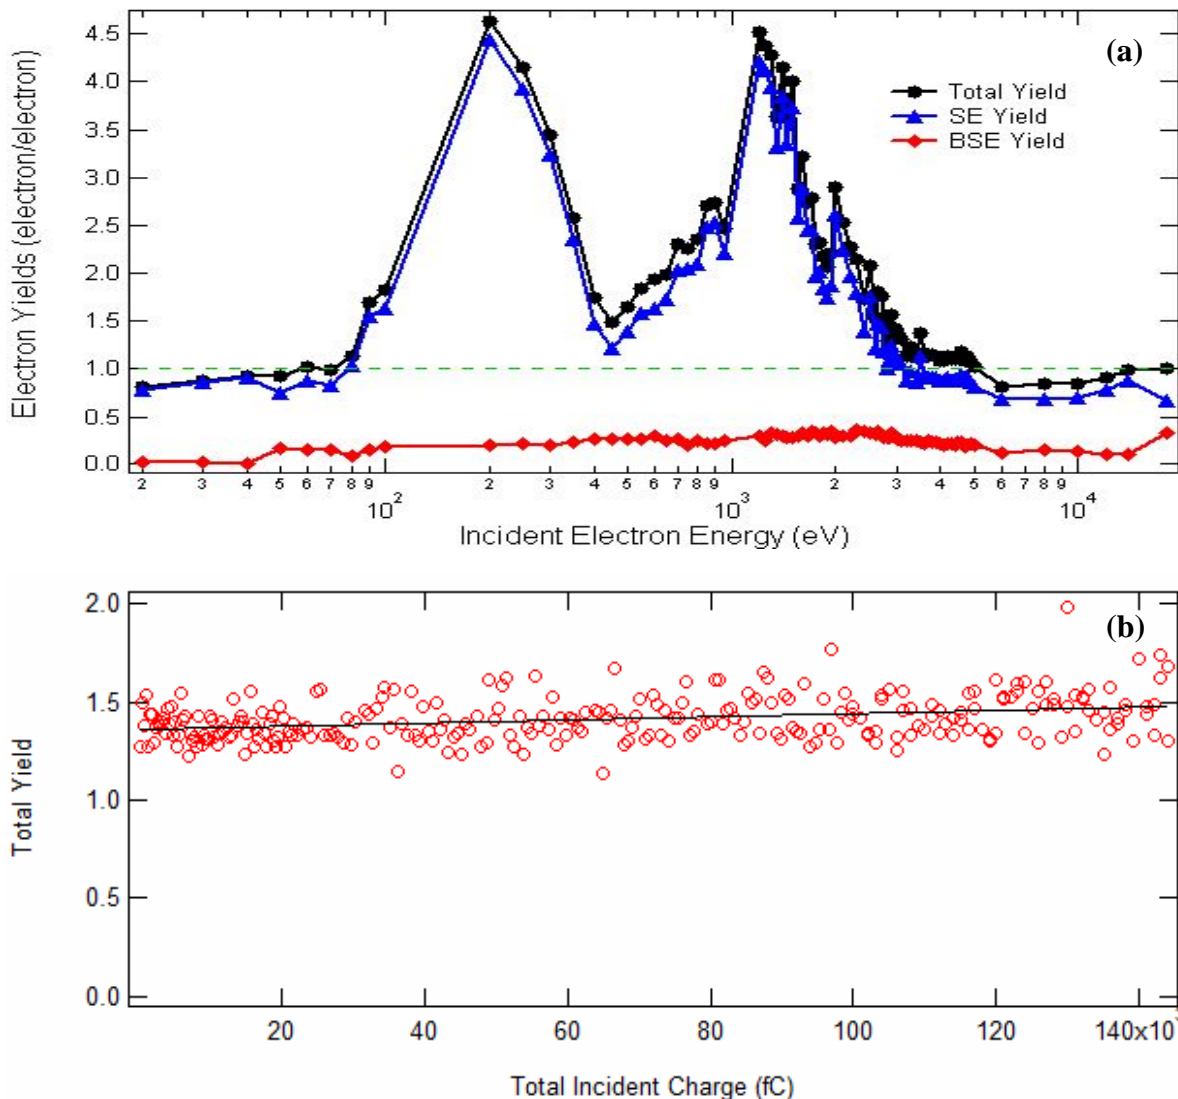 4.5
4.0
3.5
3.0
2.5
2.0
1.5
1.0
0.5
0.0
Electron Yields (electron/electron)
(a)
Total Yield
SE Yield
BSE Yield
2 3 4 5 6 7 8 9 2 3 4 5 6 7 8 9 2 3 4 5 6 7 8 9
10² 10³ 10⁴
Incident Electron Energy (eV)
2.0
1.5
1.0
0.5
0.0
Total Yield
(b)
20 40 60 80 100 120 140x10
Total Incident Charge (fC)